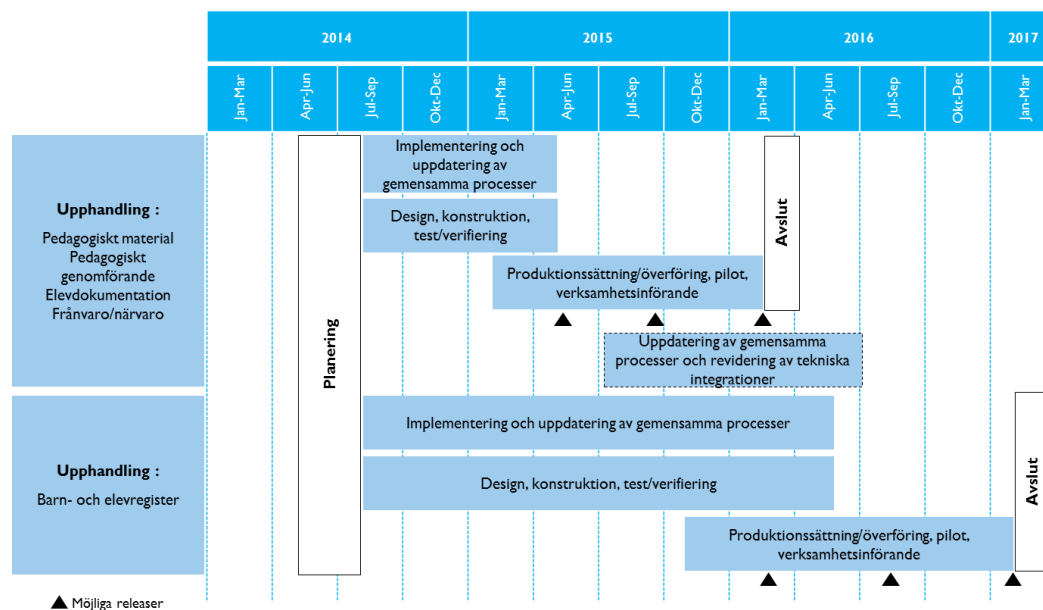 2014
2015
2016
2017
Jan-Mar
Apr-Jun
Jul-Sep
Okt-Dec
Jan-Mar
Apr-Jun
Jul-Sep
Okt-Dec
Jan-Mar
Apr-Jun
Jul-Sep
Okt-Dec
Jan-Mar
Upphandling :
Pedagogiskt material
Pedagogiskt
genomförande
Elevdokumentation
Frånvaro/närvaro
Planering
Implementering och
uppdatering av
gemensamma processer
Design, konstruktion,
test/verifiering
Produktionssättning/överföring, pilot,
verksamhetsinförande
Avslut
Uppdatering av gemensamma
processer och revidering av tekniska
integrationer
Upphandling :
Barn- och elevregister
Implementering och uppdatering av gemensamma processer
Design, konstruktion, test/verifiering
Produktionssättning/överföring, pilot,
verksamhetsinförande
Avslut
Möjliga releaser